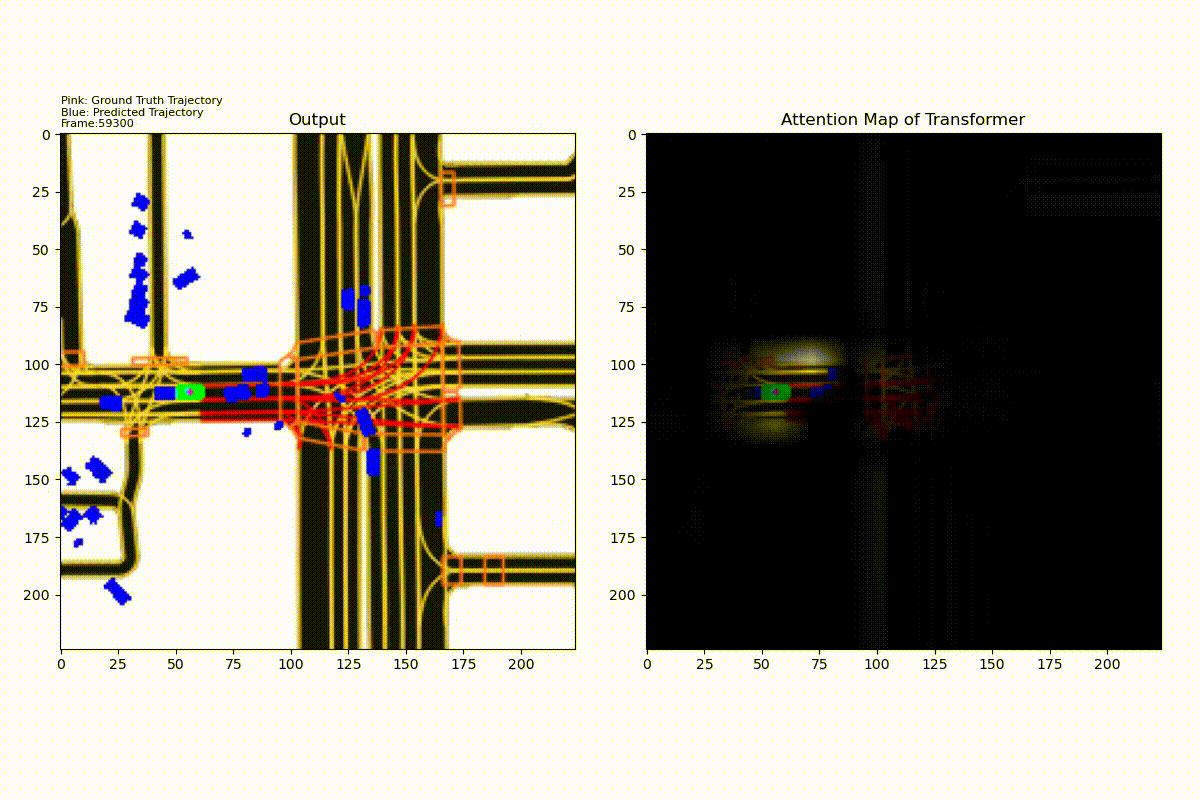 Pink: Ground Truth Trajectory
Blue: Predicted Trajectory
Frame:59300
Output
0
25
50
75
100
125
150
175
200
0 25 50 75 100 125 150 175 200
Attention Map of Transformer
0
25
50
75
100
125
150
175
200
0 25 50 75 100 125 150 175 200